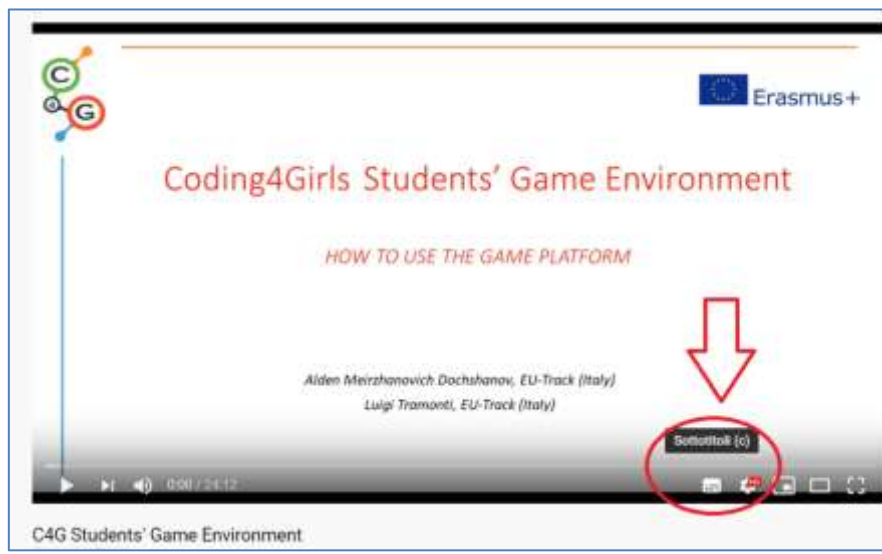 C
4
G
Erasmus+
Coding4Girls Students' Game Environment
HOW TO USE THE GAME PLATFORM
Alden Meirzhanovich Dochshanov, EU-Track (Italy)
Luigi Tramonti, EU-Track (Italy)
Sottotitoli (c)
0:00 / 24:12
C4G Students' Game Environment